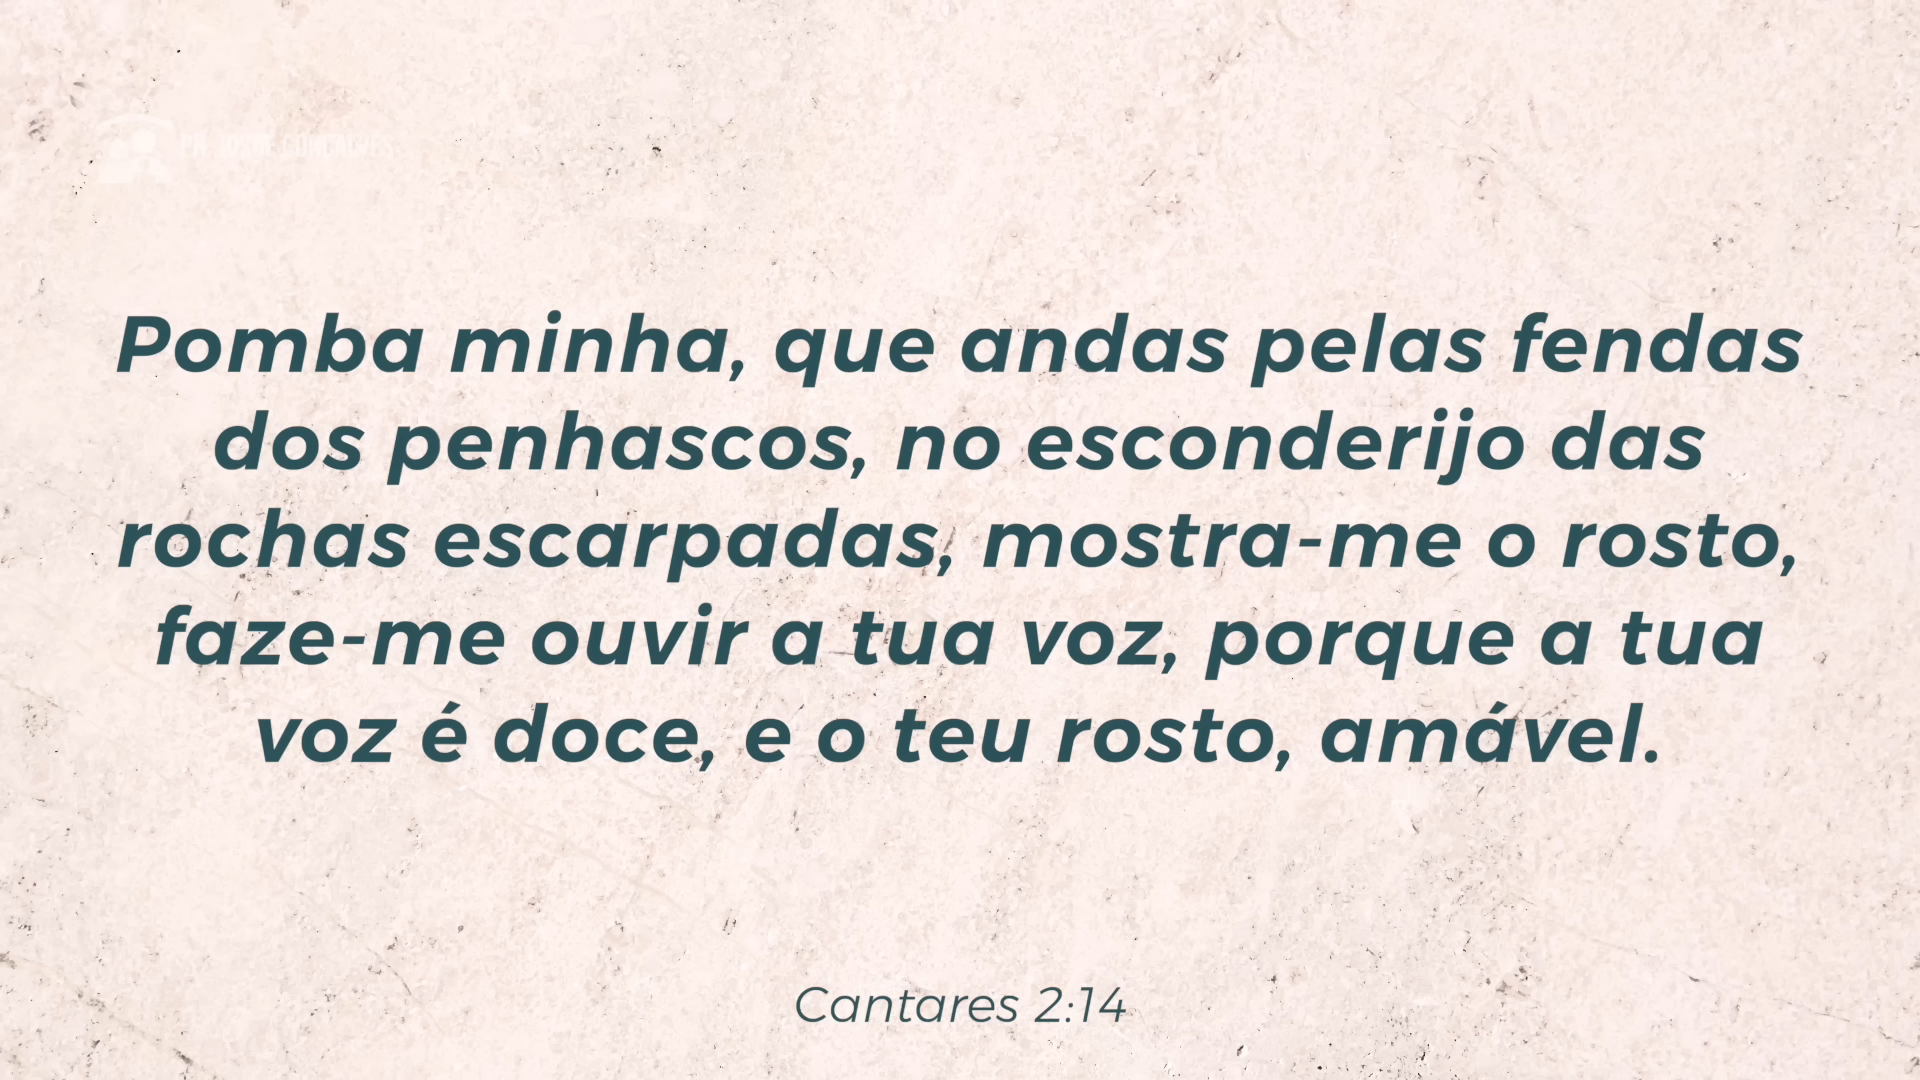 Pomba minha, que andas pelas fendas
dos penhascos, no esconderijo das
rochas escarpadas, mostra-me o rosto,
faze-me ouvir a tua voz, porque a tua
voz é doce, e o teu rosto, amável.
Cantares 2:14